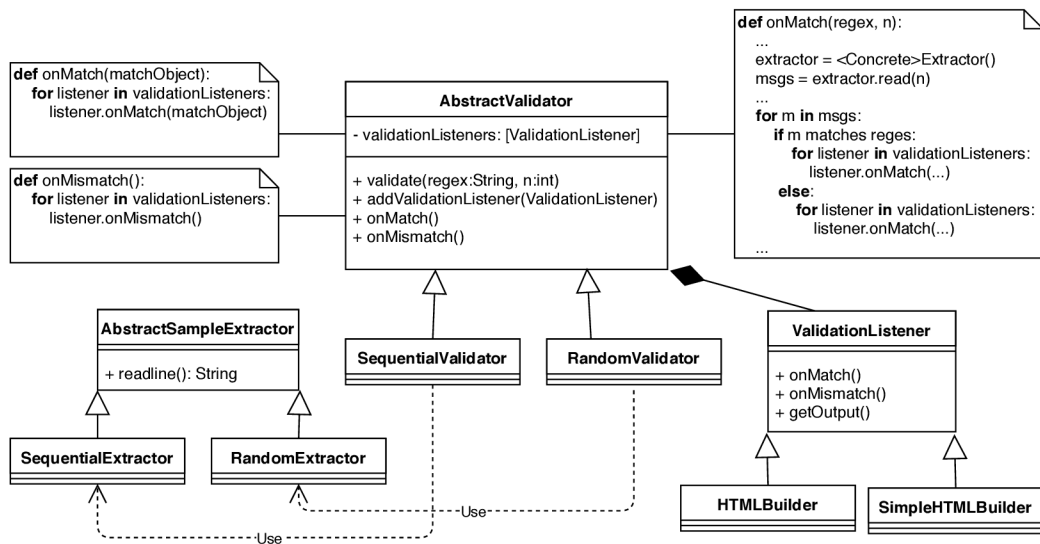 def onMatch(matchObject):
for listener in validationListeners:
listener.onMatch(matchObject)
def onMismatch():
for listener in validationListeners:
listener.onMismatch()
AbstractValidator
- validationListeners: [ValidationListener]
+ validate(regex:String, n:int)
+ addValidationListener(ValidationListener)
+ onMatch()
+ onMismatch()
def onMatch(regex, n):
...
extractor = <Concrete>Extractor()
msgs = extractor.read(n)
...
for m in msgs:
if m matches reges:
for listener in validationListeners:
listener.onMatch(...)
else:
for listener in validationListeners:
listener.onMatch(...)
...
AbstractSampleExtractor
+ readline(): String
SequentialValidator
RandomValidator
ValidationListener
+ onMatch()
+ onMismatch()
+ getOutput()
SequentialExtractor
RandomExtractor
HTMLBuilder
SimpleHTMLBuilder
Use
Use